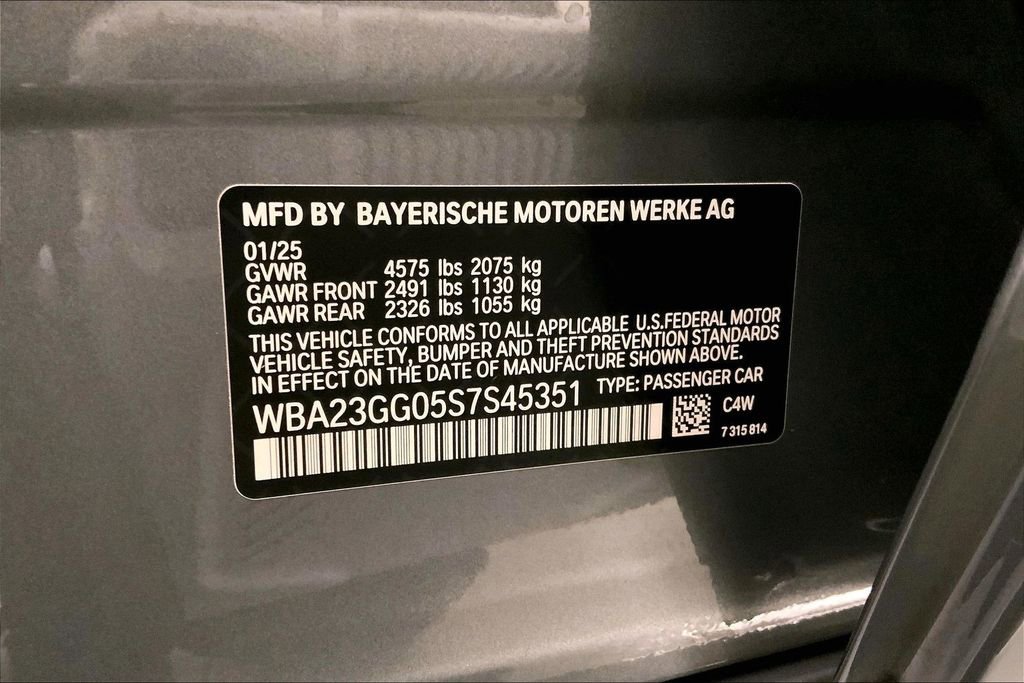 MFD BY BAYERISCHE MOTOREN WERKE AG
01/25
GVWR 4575 lbs 2075 kg
GAWR FRONT 2491 lbs 1130 kg
GAWR REAR 2326 lbs 1055 kg
THIS VEHICLE CONFORMS TO ALL APPLICABLE U.S.FEDERAL MOTOR
VEHICLE SAFETY, BUMPER AND THEFT PREVENTION STANDARDS
IN EFFECT ON THE DATE OF MANUFACTURE SHOWN ABOVE.
WBA23GG05S7S45351 TYPE: PASSENGER CAR
C4W
7 315 814